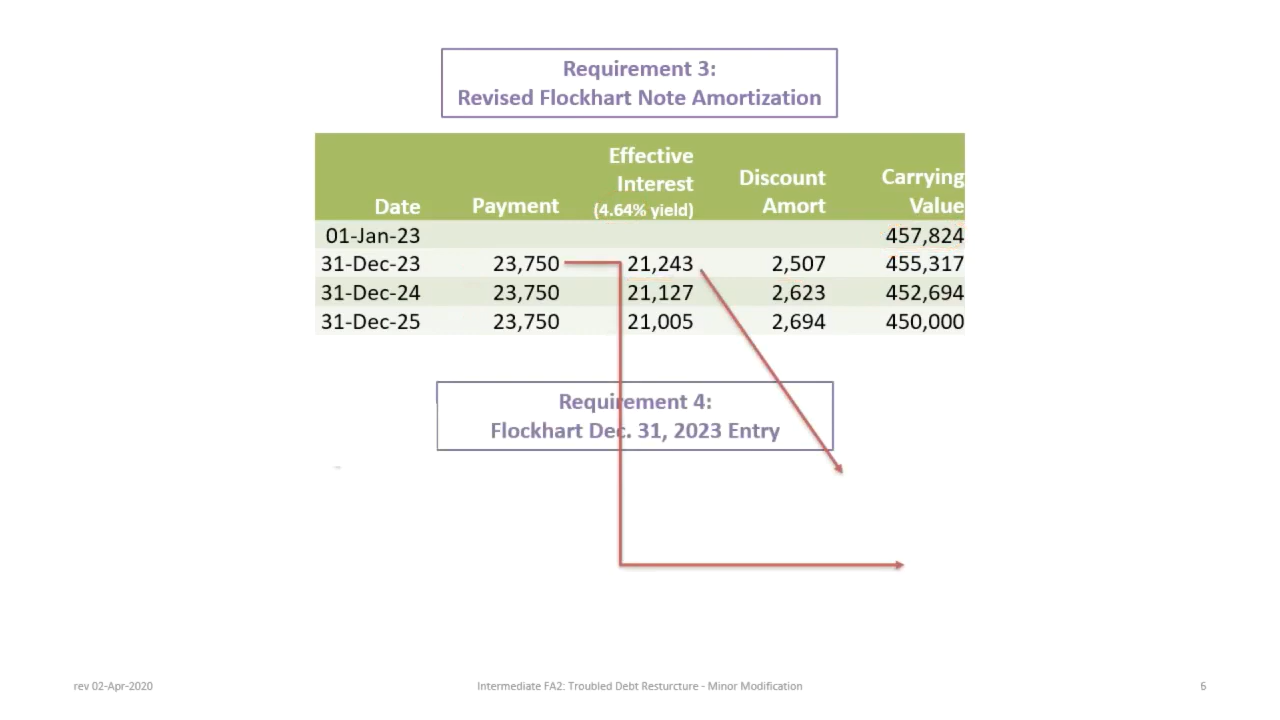 Requirement 3:
Revised Flockhart Note Amortization
Date Payment Effective Interest (4.64% yield) Discount Amort Carrying Value
01-Jan-23 457,824
31-Dec-23 23,750 21,243 2,507 455,317
31-Dec-24 23,750 21,127 2,623 452,694
31-Dec-25 23,750 21,005 2,694 450,000
Requirement 4:
Flockhart Dec. 31, 2023 Entry
rev 02-Apr-2020 Intermediate FA2: Troubled Debt Resturcture - Minor Modification 6